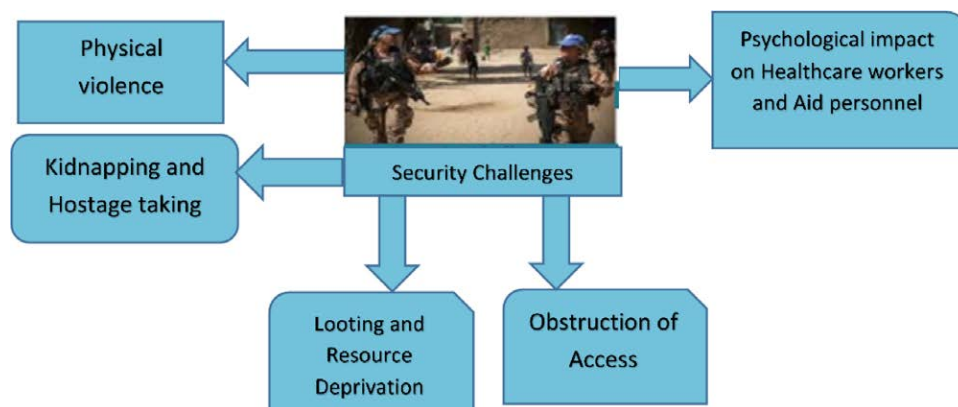 Physical
violence
Psychological impact
on Healthcare workers
and Aid personnel
Kidnapping and
Hostage taking
Security Challenges
Looting and
Resource
Deprivation
Obstruction of
Access